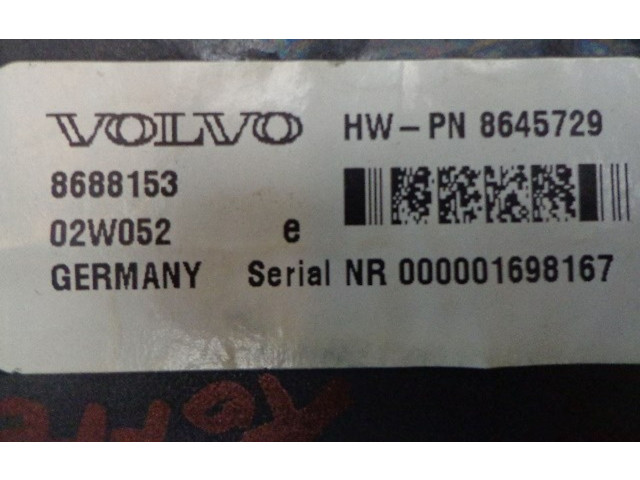 VOLVO HW-PN 8645729
8688153
02W052 e
GERMANY Serial NR 000001698167